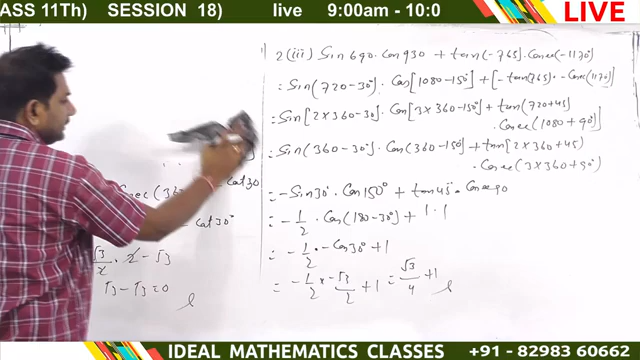 ASS 11Th) SESSION 18) live 9:00am - 10:0 LIVE
2(iii) Sin 690. Cos 930 + tan(-765). Cosec(-1170°)
= Sin(720-30°). Cos[1080-150°] + [-tan(765). -Cosec(1170)]
= Sin[2×360-30]. Cos[3×360-150°] + tan(720+45)
. Cosec(1080+90°)
= Sin(360-30°). Cos(360-150°) + tan[2×360+45)
. Cosec(3×360+90°)
= -Sin30°. Cos150° + tan45°. Cosec90
= -1/2 . Cos(180-30°) + 1.1
= -1/2 . -Cos30° + 1
= -1/2 × -√3/2 + 1 = √3/4 + 1
Cot30
- Cot30°
√3/2 . 2 - √3
√3 - √3 = 0
IDEAL MATHEMATICS CLASSES +91 - 82983 60662